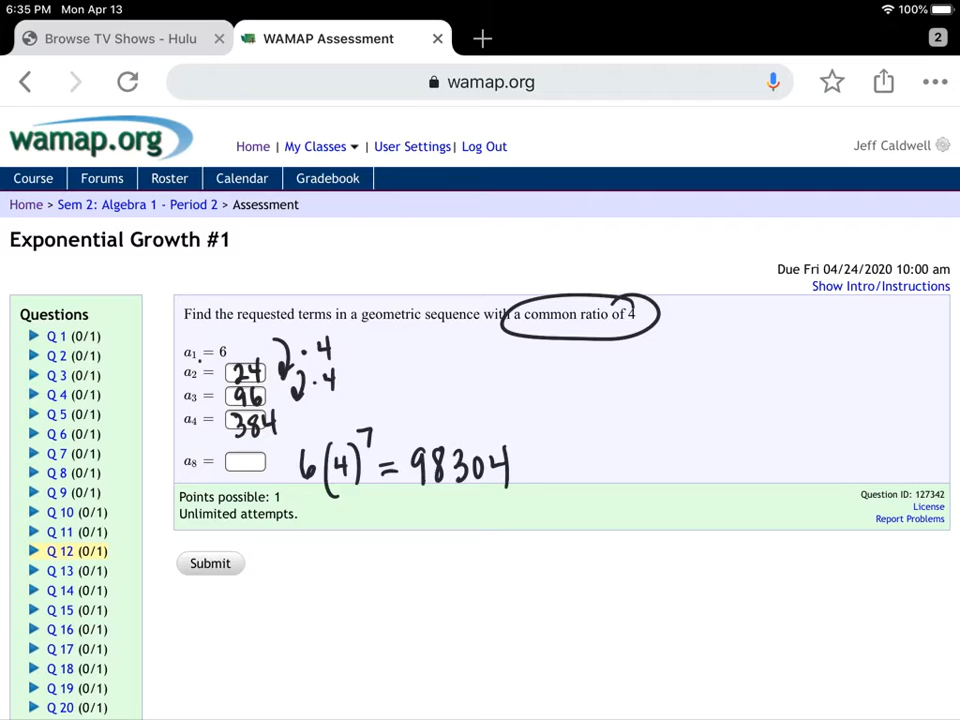 6:35 PM Mon Apr 13 100%
Browse TV Shows - Hulu WAMAP Assessment 2
wamap.org
wamap.org Home | My Classes | User Settings | Log Out Jeff Caldwell
Course Forums Roster Calendar Gradebook
Home > Sem 2: Algebra 1 - Period 2 > Assessment
Exponential Growth #1
Due Fri 04/24/2020 10:00 am
Show Intro/Instructions
Questions
Q 1 (0/1)
Q 2 (0/1)
Q 3 (0/1)
Q 4 (0/1)
Q 5 (0/1)
Q 6 (0/1)
Q 7 (0/1)
Q 8 (0/1)
Q 9 (0/1)
Q 10 (0/1)
Q 11 (0/1)
Q 12 (0/1)
Q 13 (0/1)
Q 14 (0/1)
Q 15 (0/1)
Q 16 (0/1)
Q 17 (0/1)
Q 18 (0/1)
Q 19 (0/1)
Q 20 (0/1)
Find the requested terms in a geometric sequence with a common ratio of 4
a₁ = 6 · 4
a₂ = 24 · 4
a₃ = 96
a₄ = 384
a₈ = 6(4)⁷ = 98304
Points possible: 1
Unlimited attempts.
Question ID: 127342
License
Report Problems
Submit